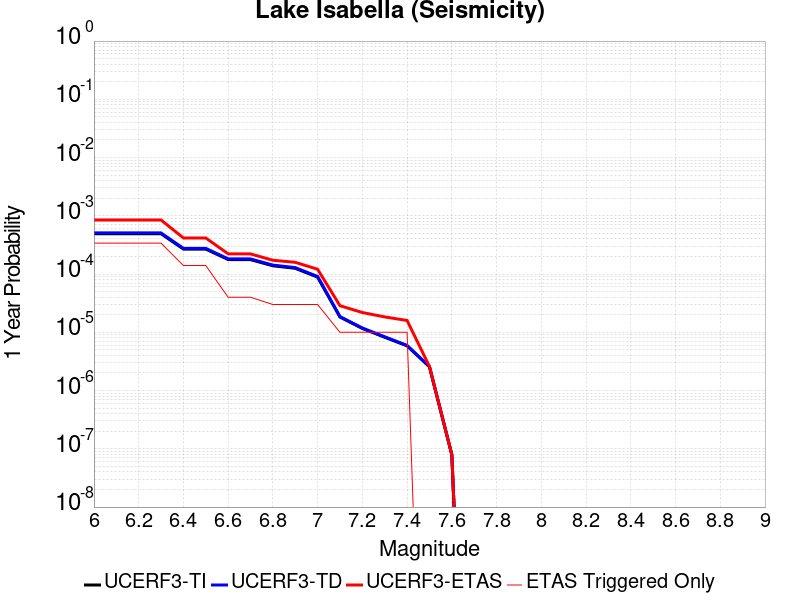 Lake Isabella (Seismicity)
10^0
10^-1
10^-2
10^-3
10^-4
10^-5
10^-6
10^-7
10^-8
1 Year Probability
6 6.2 6.4 6.6 6.8 7 7.2 7.4 7.6 7.8 8 8.2 8.4 8.6 8.8 9
Magnitude
UCERF3-TI UCERF3-TD UCERF3-ETAS ETAS Triggered Only